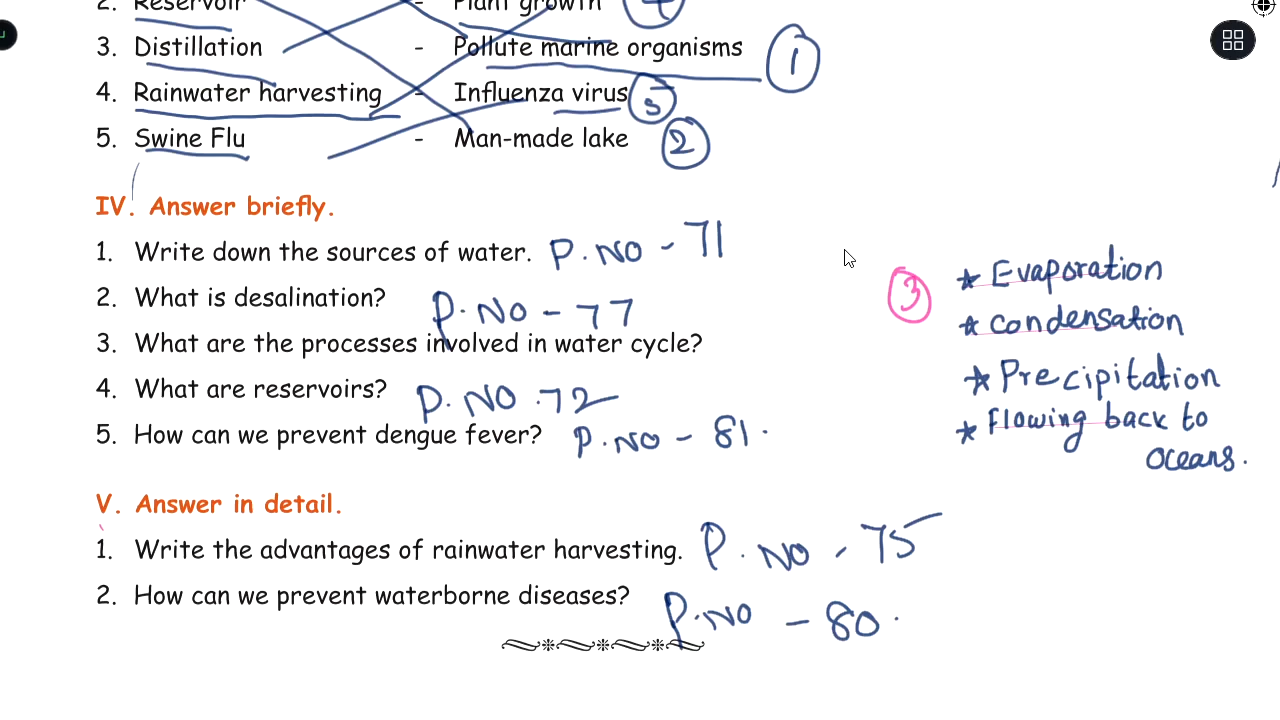 2. Reservoir - Plant growth 4
3. Distillation - Pollute marine organisms 1
4. Rainwater harvesting - Influenza virus 5
5. Swine Flu - Man-made lake 2
IV. Answer briefly.
1. Write down the sources of water. P.NO - 71
2. What is desalination? P.NO - 77
3. What are the processes involved in water cycle?
4. What are reservoirs? P.NO.72
5. How can we prevent dengue fever? P.NO - 81.
3 * Evaporation
* Condensation
* Precipitation
* Flowing back to
Oceans.
V. Answer in detail.
1. Write the advantages of rainwater harvesting. P.NO - 75
2. How can we prevent waterborne diseases? P.NO - 80.